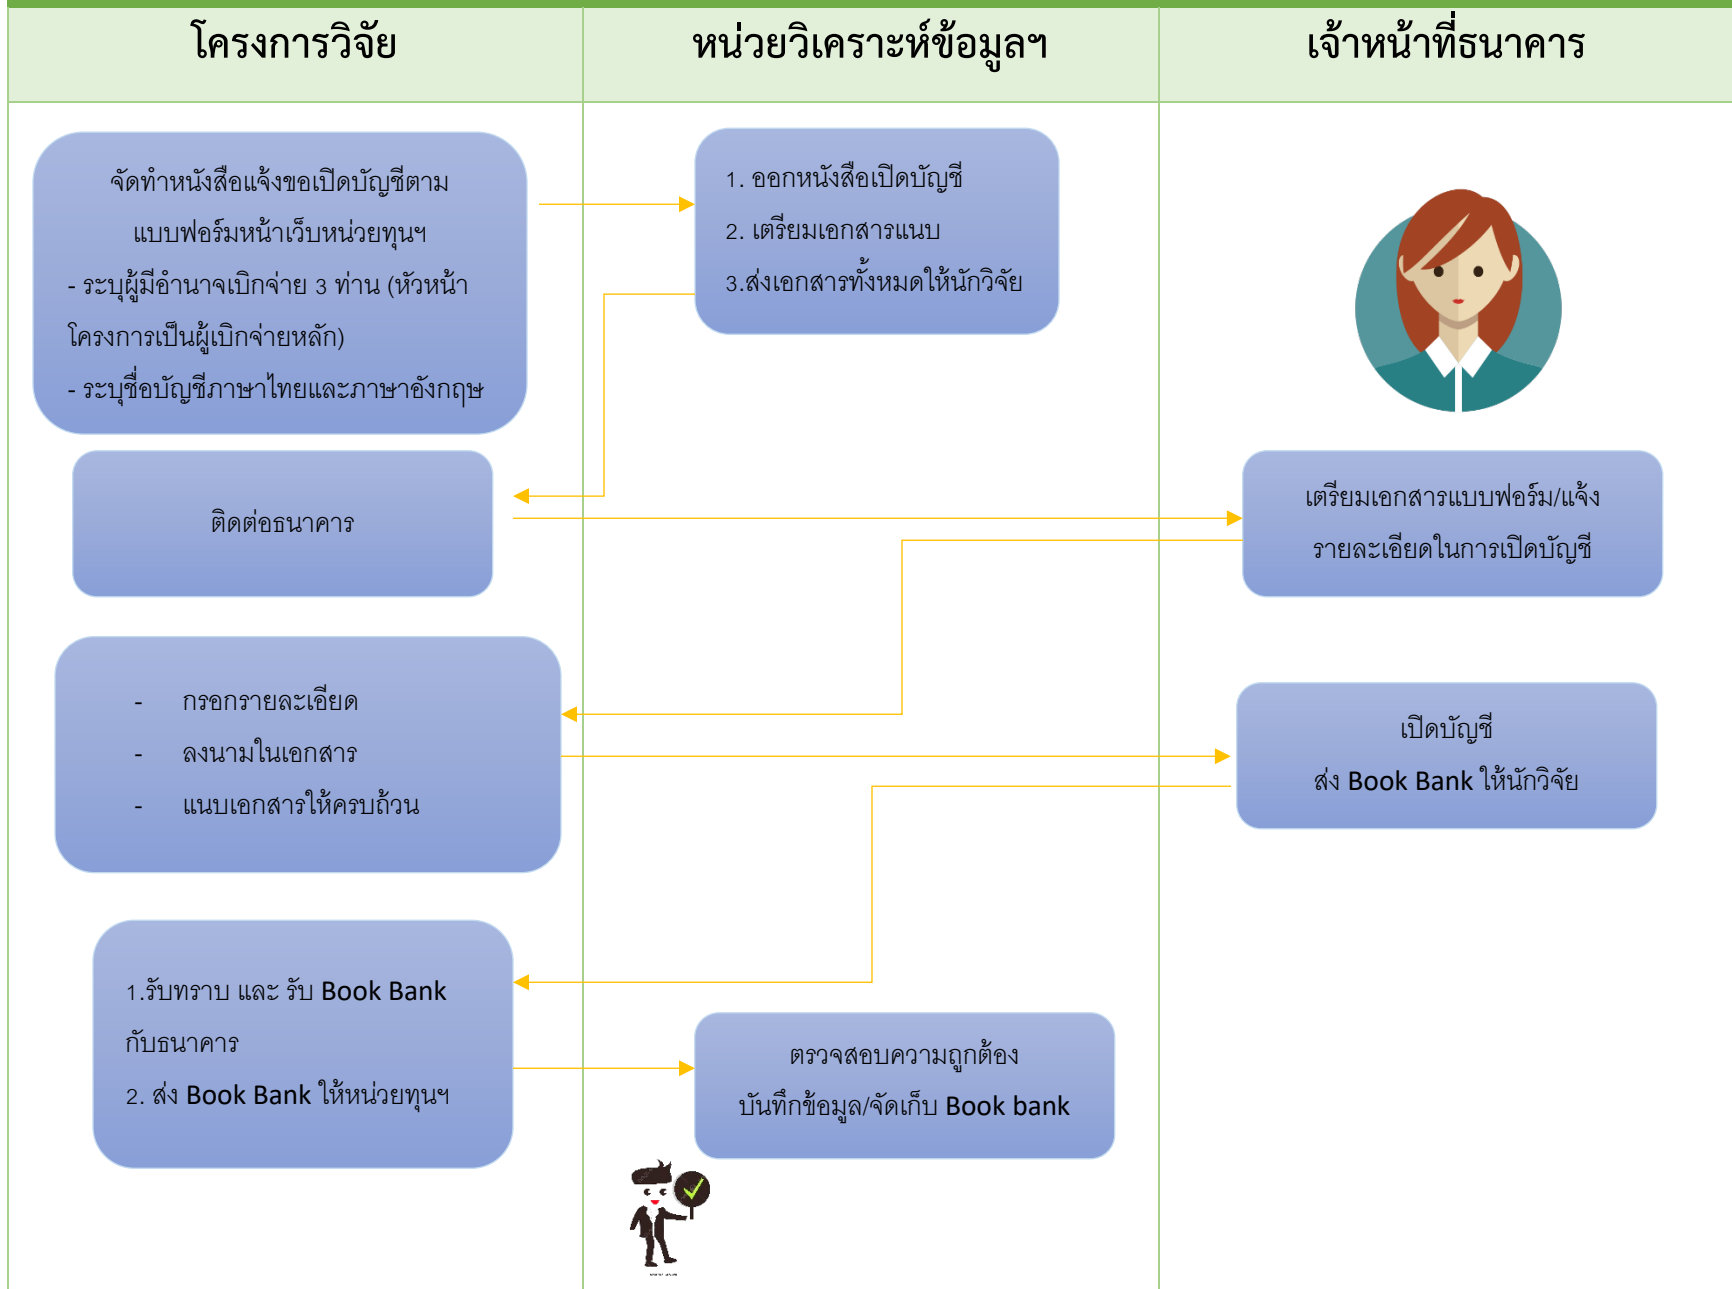 โครงการวิจัย
หน่วยวิเคราะห์ข้อมูลฯ
เจ้าหน้าที่ธนาคาร
จัดทำหนังสือแจ้งขอเปิดบัญชีตาม
แบบฟอร์มหน้าเว็บหน่วยทุนฯ
- ระบุผู้มีอำนาจเบิกจ่าย 3 ท่าน (หัวหน้า
โครงการเป็นผู้เบิกจ่ายหลัก)
- ระบุชื่อบัญชีภาษาไทยและภาษาอังกฤษ
1. ออกหนังสือเปิดบัญชี
2. เตรียมเอกสารแนบ
3.ส่งเอกสารทั้งหมดให้นักวิจัย
ติดต่อธนาคาร
เตรียมเอกสารแบบฟอร์ม/แจ้ง
รายละเอียดในการเปิดบัญชี
- กรอกรายละเอียด
- ลงนามในเอกสาร
- แนบเอกสารให้ครบถ้วน
เปิดบัญชี
ส่ง Book Bank ให้นักวิจัย
1.รับทราบ และ รับ Book Bank
กับธนาคาร
2. ส่ง Book Bank ให้หน่วยทุนฯ
ตรวจสอบความถูกต้อง
บันทึกข้อมูล/จัดเก็บ Book bank